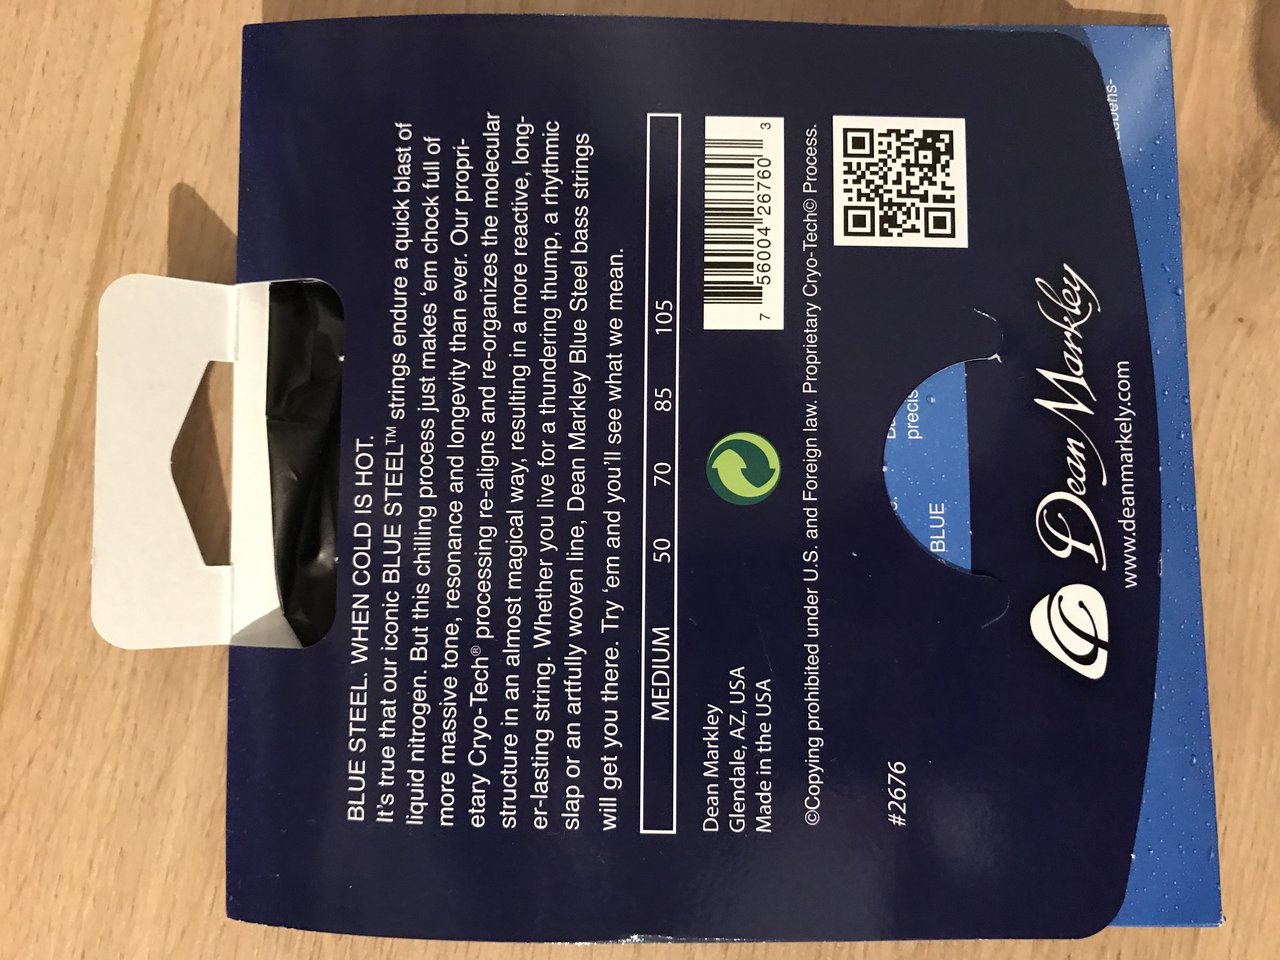 BLUE STEEL. WHEN COLD IS HOT.
It's true that our iconic BLUE STEEL™ strings endure a quick blast of
liquid nitrogen. But this chilling process just makes 'em chock full of
more massive tone, resonance and longevity than ever. Our propri-
etary Cryo-Tech® processing re-aligns and re-organizes the molecular
structure in an almost magical way, resulting in a more reactive, long-
er-lasting string. Whether you live for a thundering thump, a rhythmic
slap or an artfully woven line, Dean Markley Blue Steel bass strings
will get you there. Try 'em and you'll see what we mean.
MEDIUM 50 70 85 105
Dean Markley
Glendale, AZ, USA
Made in the USA
7 56004 26760 3
©Copying prohibited under U.S. and Foreign law. Proprietary Cryo-Tech© Process.
#2676
precis
BLUE
Dean Markley
www.deanmarkely.com